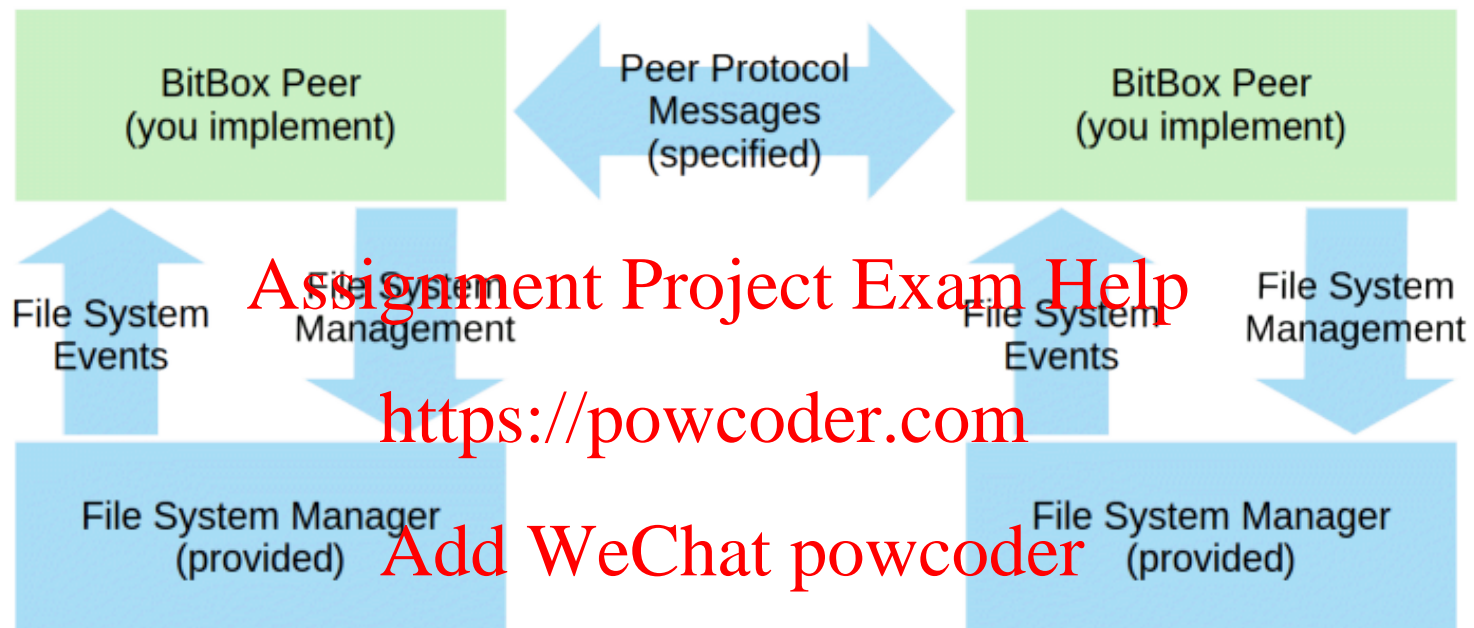 BitBox Peer
(you implement)
Peer Protocol
Messages
(specified)
BitBox Peer
(you implement)
File System
Events
File System
Management
File System
Events
File System
Management
Assignment Project Exam Help
https://powcoder.com
File System Manager
(provided)
Add WeChat powcoder
File System Manager
(provided)